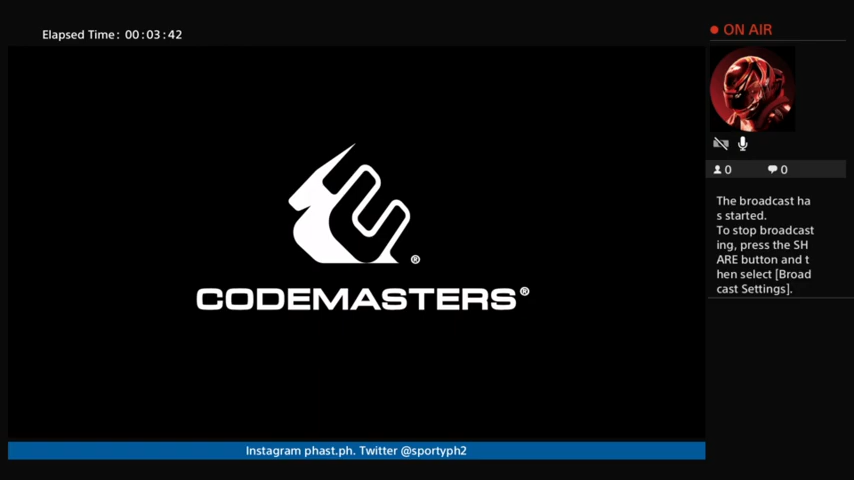 Elapsed Time: 00:03:42
ON AIR
0 0
The broadcast ha
s started.
To stop broadcast
ing, press the SH
ARE button and t
hen select [Broad
cast Settings].
®
CODEMASTERS®
Instagram phast.ph. Twitter @sportyph2